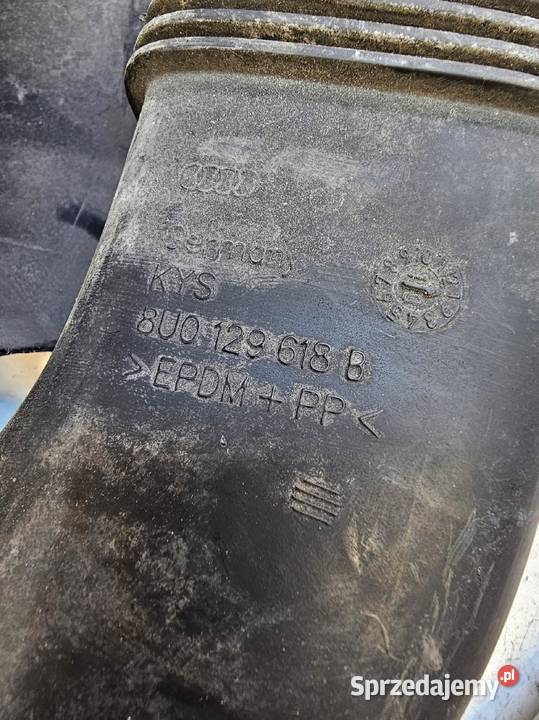 Germany
KYS
8U0 129 618 B
>EPDM + PP<
Sprzedajemy.pl